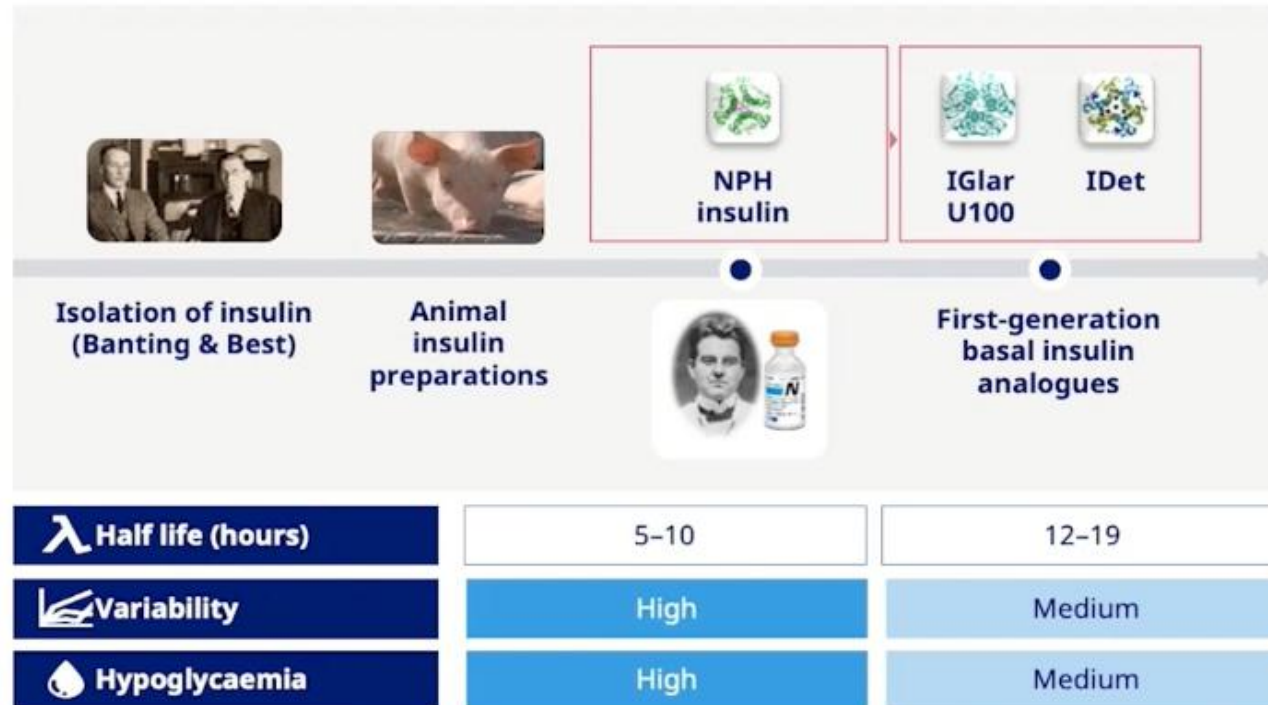 NPH
insulin
IGlar
U100
IDet
Isolation of insulin
(Banting & Best)
Animal
insulin
preparations
N
First-generation
basal insulin
analogues
λ Half life (hours)
5–10
12–19
Variability
High
Medium
Hypoglycaemia
High
Medium